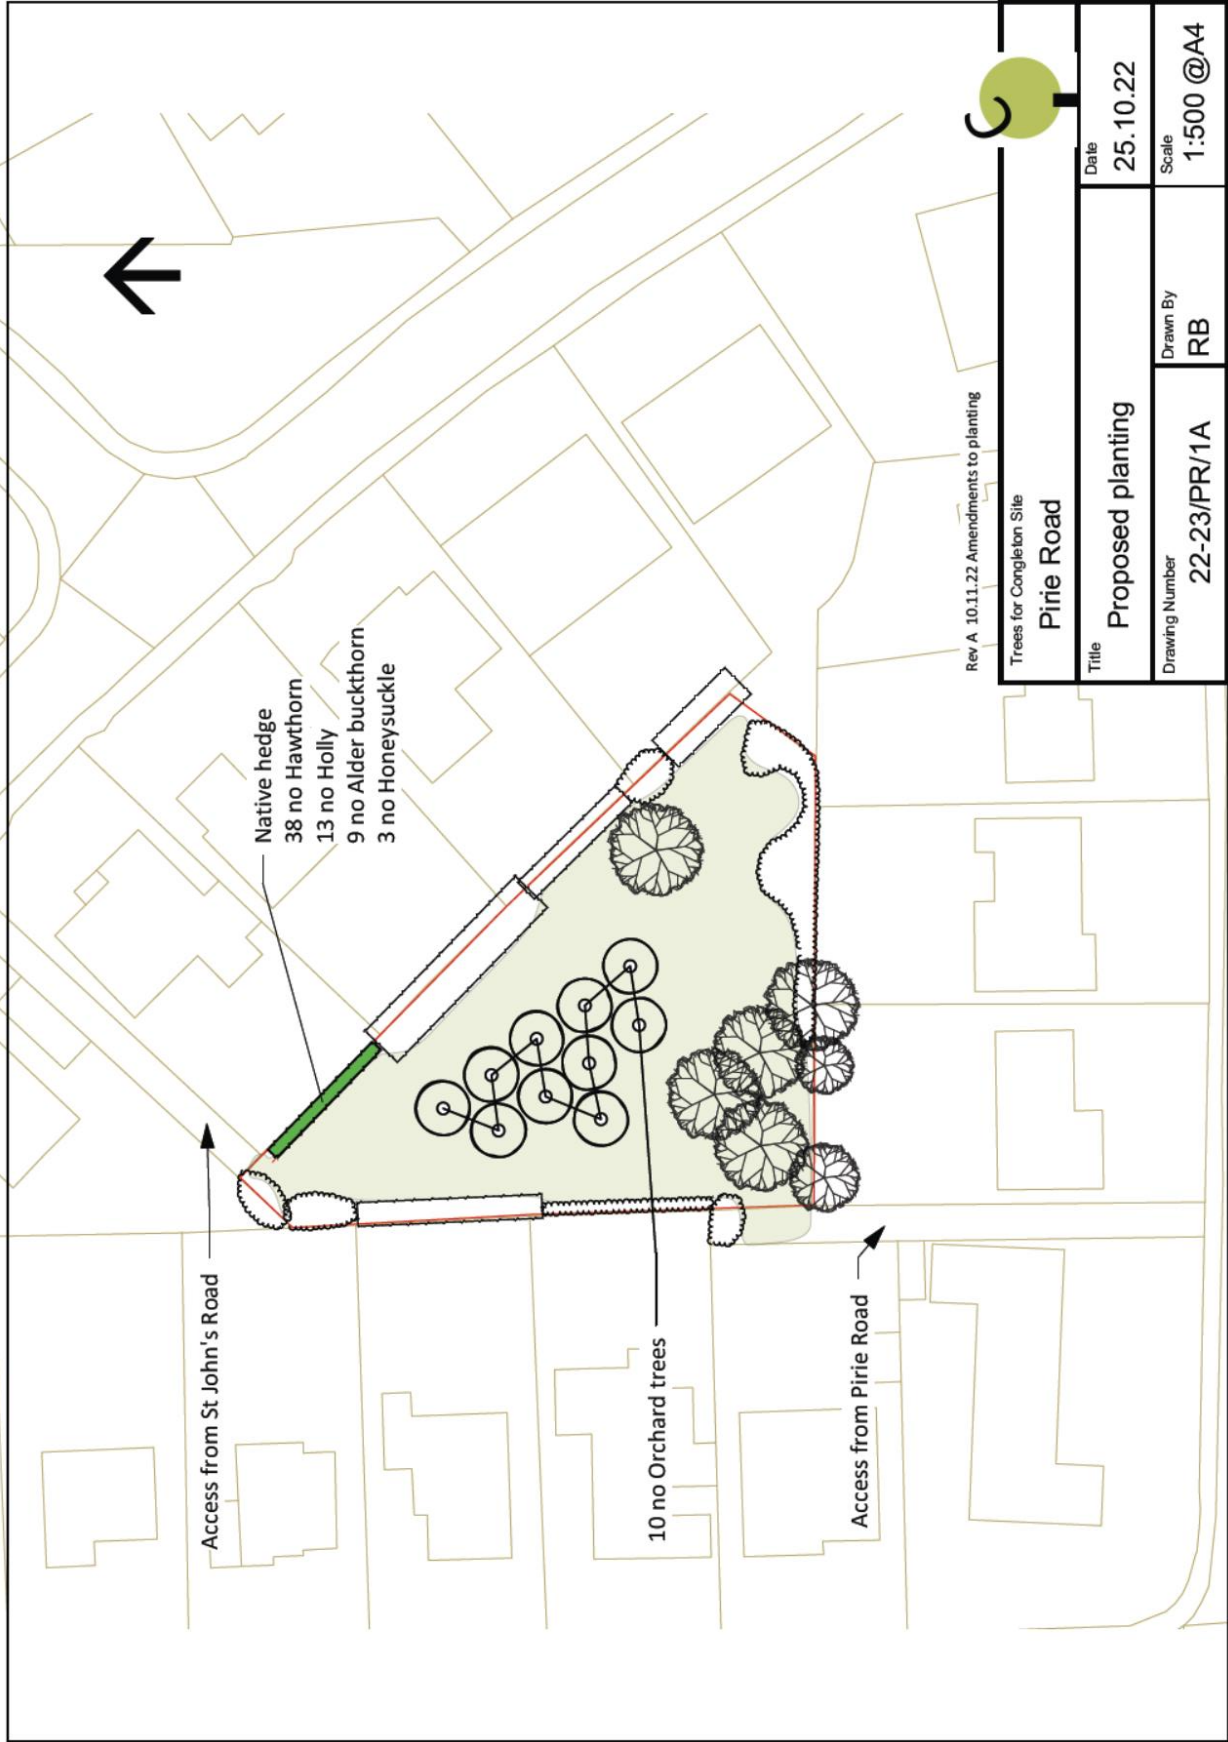 Native hedge
38 no Hawthorn
13 no Holly
9 no Alder buckthorn
3 no Honeysuckle
Access from St John's Road
10 no Orchard trees
Access from Pirie Road
Rev A 10.11.22 Amendments to planting
Trees for Congleton Site
Pirie Road
Title
Proposed planting
Date
25.10.22
Drawing Number
22-23/PR/1A
Drawn By
RB
Scale
1:500 @A4